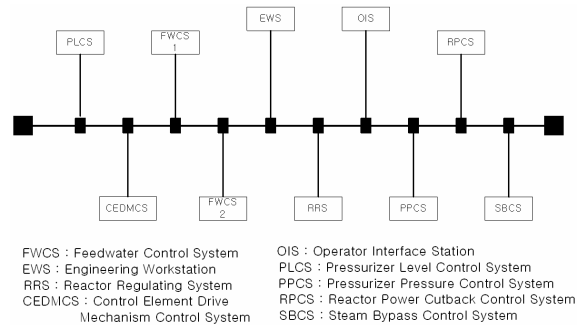 EWS
OIS
PLCS
FWCS
1
RPCS
CEDMCS
FWCS
2
RRS
PPCS
SBCS
FWCS : Feedwater Control System
EWS : Engineering Workstation
RRS : Reactor Regulating System
CEDMCS : Control Element Drive
Mechanism Control System
OIS : Operator Interface Station
PLCS : Pressurizer Level Control System
PPCS : Pressurizer Pressure Control System
RPCS : Reactor Power Cutback Control System
SBCS : Steam Bypass Control System